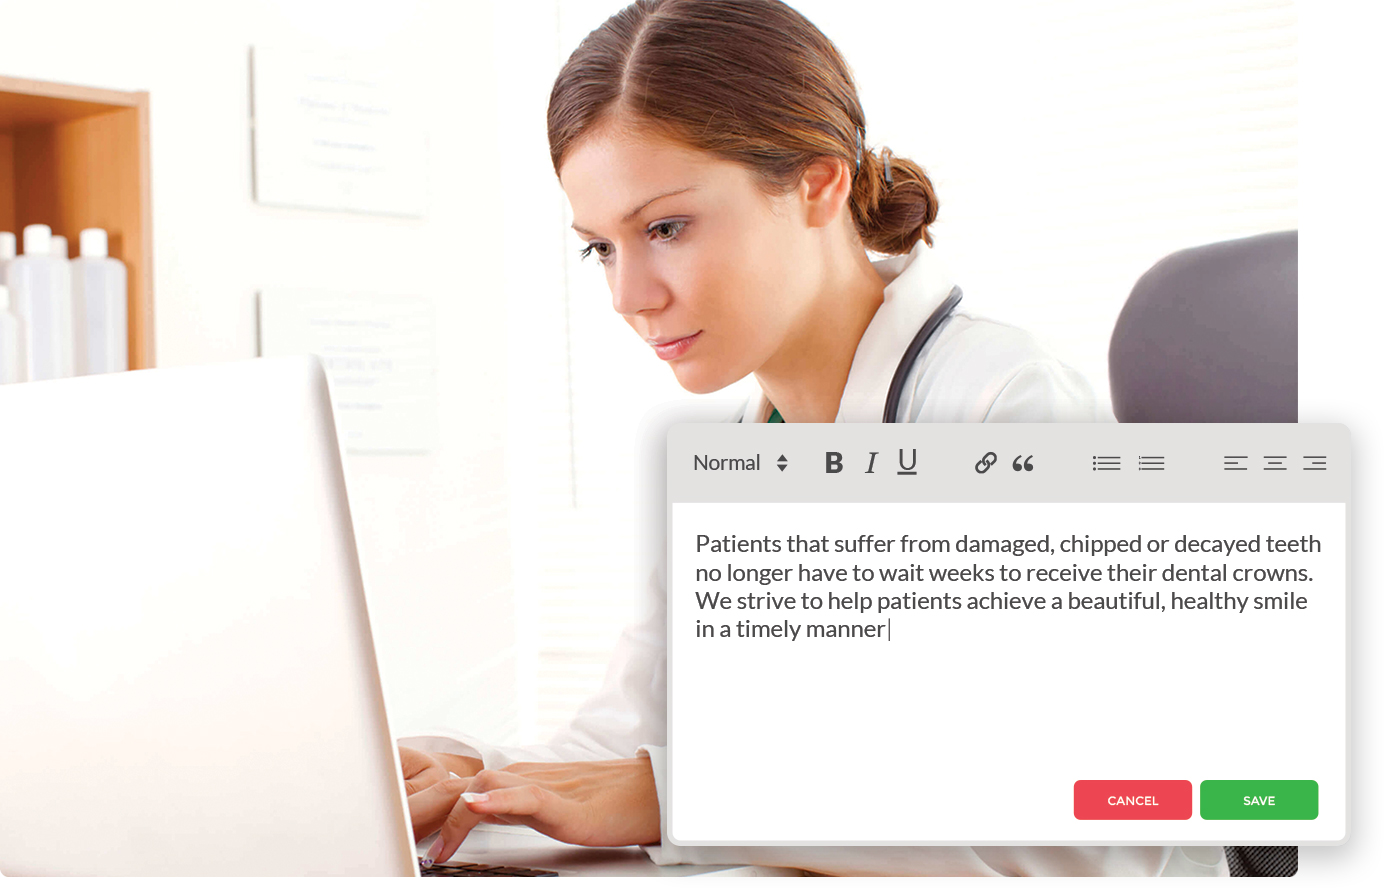 Normal
B I U
Patients that suffer from damaged, chipped or decayed teeth
no longer have to wait weeks to receive their dental crowns.
We strive to help patients achieve a beautiful, healthy smile
in a timely manner
CANCEL SAVE